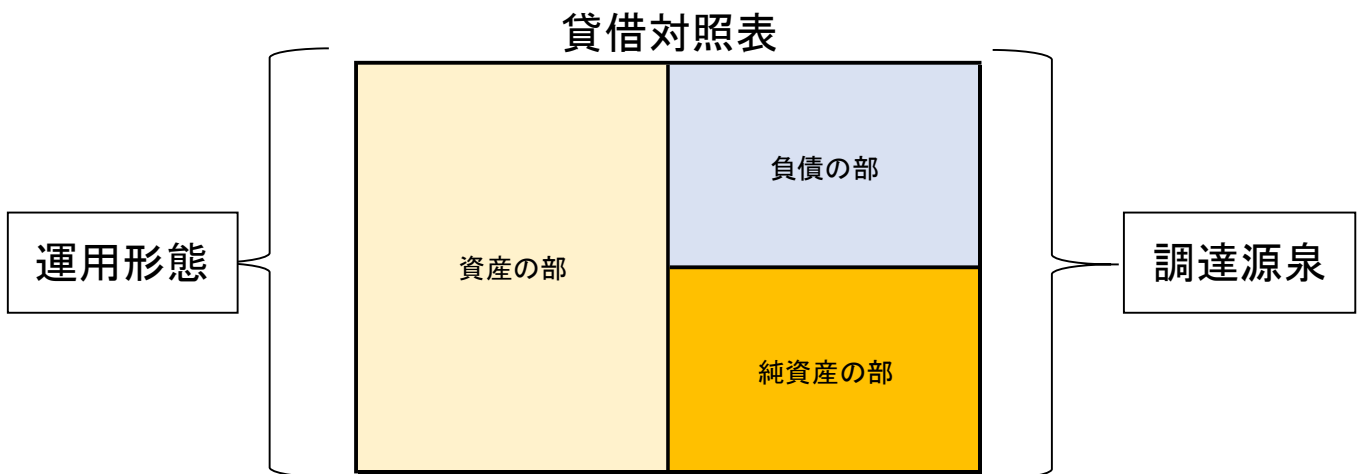 貸借対照表
運用形態
資産の部
負債の部
純資産の部
調達源泉